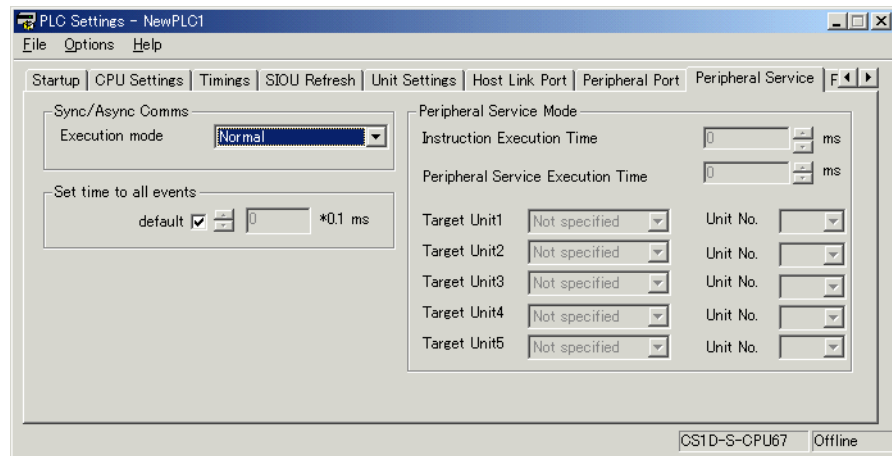 PLC Settings - NewPLC1
File Options Help
Startup CPU Settings Timings SIOU Refresh Unit Settings Host Link Port Peripheral Port Peripheral Service F
Sync/Async Comms
Execution mode Normal
Set time to all events
default 0 *0.1 ms
Peripheral Service Mode
Instruction Execution Time 0 ms
Peripheral Service Execution Time 0 ms
Target Unit1 Not specified Unit No.
Target Unit2 Not specified Unit No.
Target Unit3 Not specified Unit No.
Target Unit4 Not specified Unit No.
Target Unit5 Not specified Unit No.
CS1D-S-CPU67 Offline